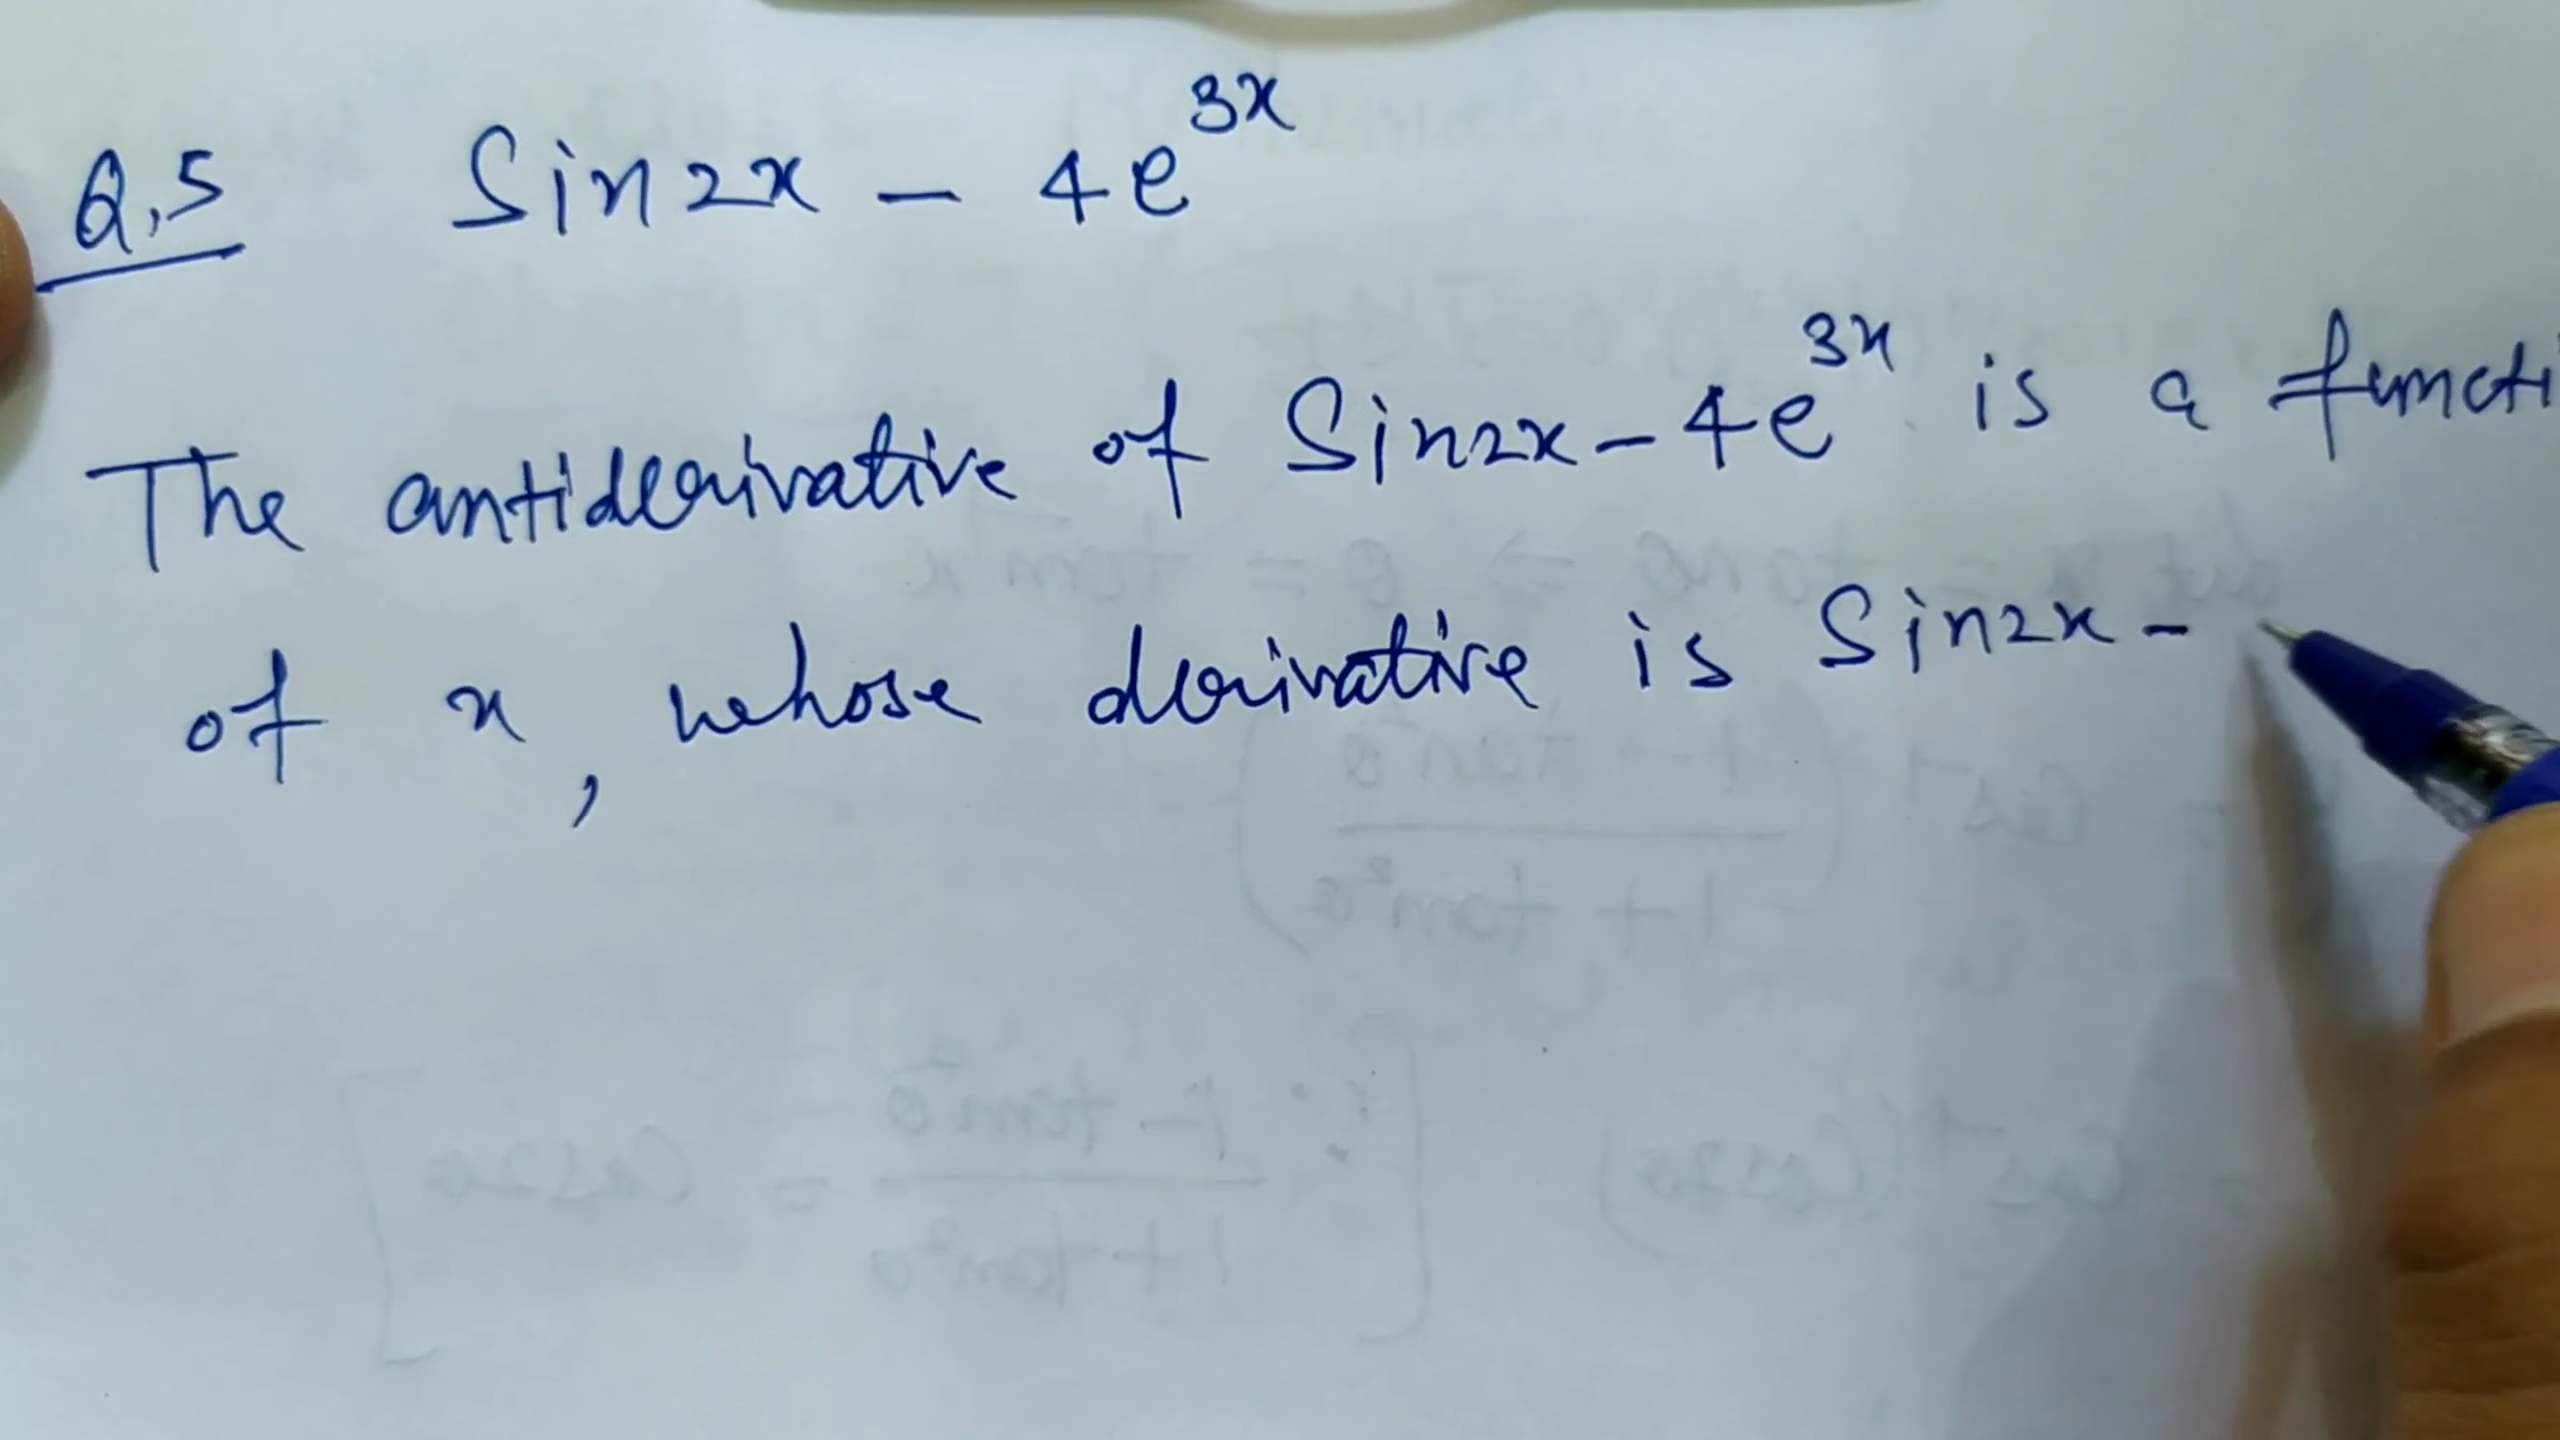 Q.5 Sin2x - 4e^3x
The antiderivative of Sin2x - 4e^3x is a functi
of x, whose derivative is Sin2x -